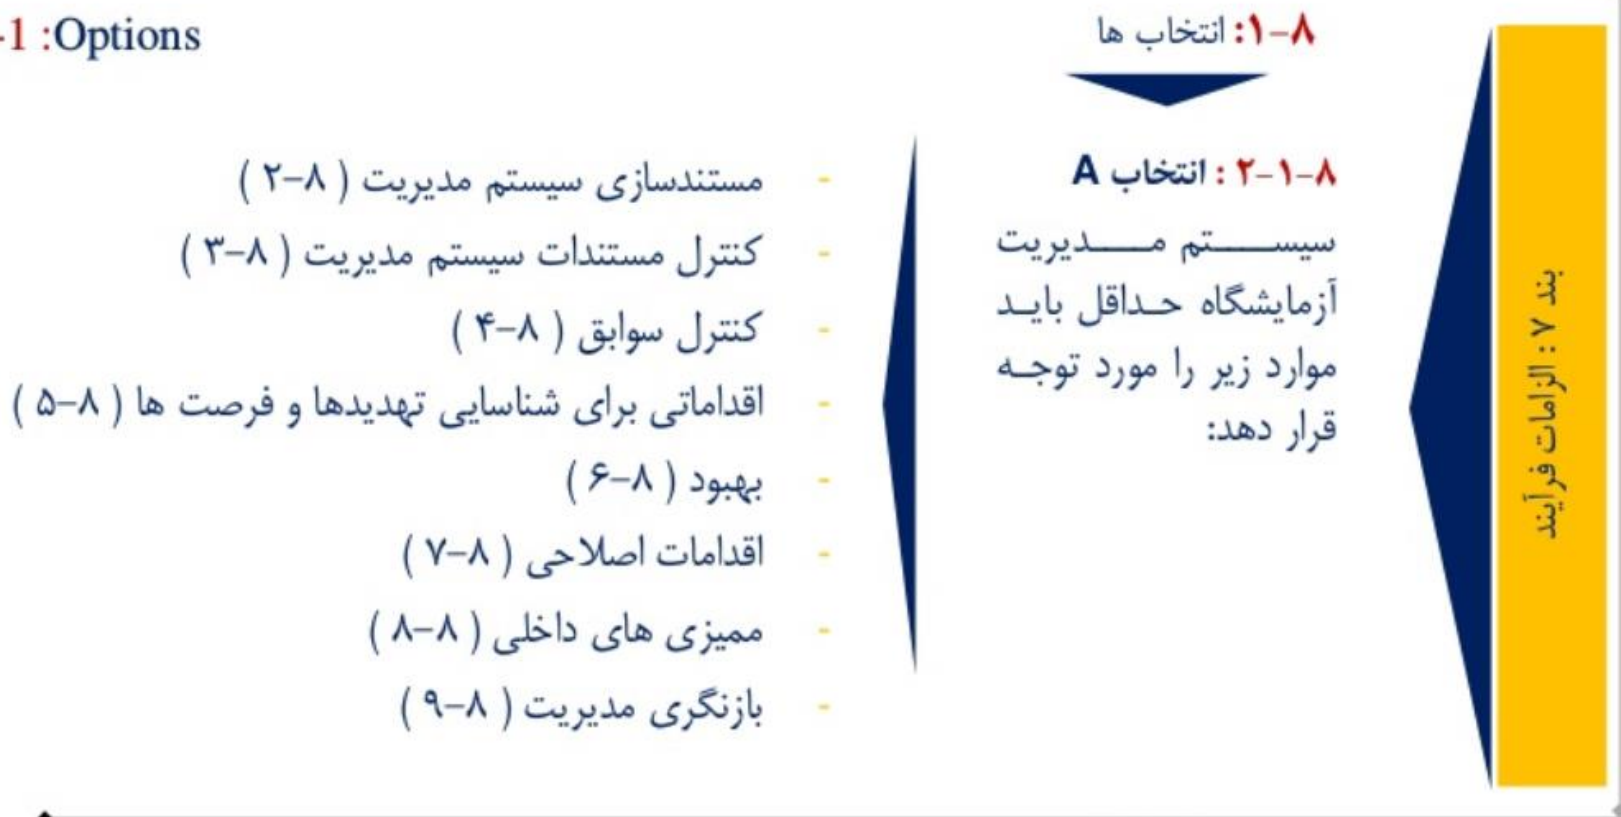 -1 :Options
۸-۱: انتخاب ها
۸-۱-۲ : انتخاب A
سیستم مدیریت
آزمایشگاه حداقل باید
موارد زیر را مورد توجه
قرار دهد:
- مستندسازی سیستم مدیریت ( ۸-۲ )
- کنترل مستندات سیستم مدیریت ( ۸-۳ )
- کنترل سوابق ( ۸-۴ )
- اقداماتی برای شناسایی تهدیدها و فرصت ها ( ۸-۵ )
- بهبود ( ۸-۶ )
- اقدامات اصلاحی ( ۸-۷ )
- ممیزی های داخلی ( ۸-۸ )
- بازنگری مدیریت ( ۸-۹ )
بند ۷ : الزامات فرآیند